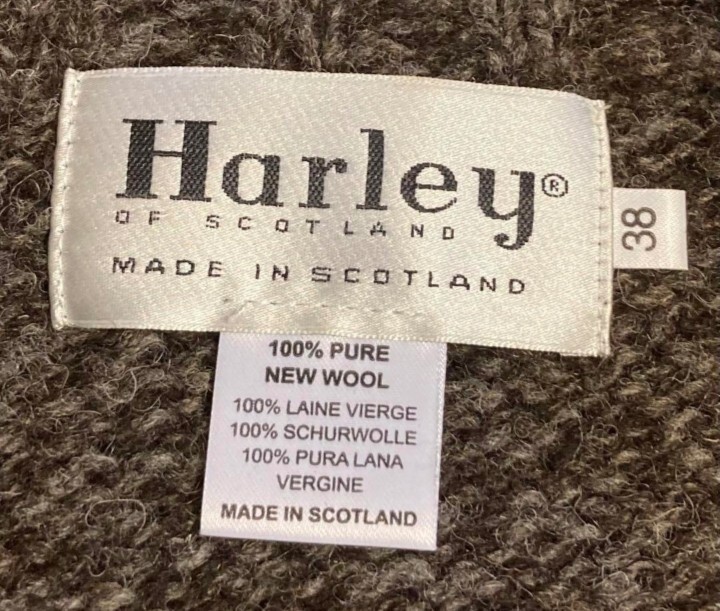 Harley®
OF SCOTLAND
MADE IN SCOTLAND
38
100% PURE
NEW WOOL
100% LAINE VIERGE
100% SCHURWOLLE
100% PURA LANA
VERGINE
MADE IN SCOTLAND